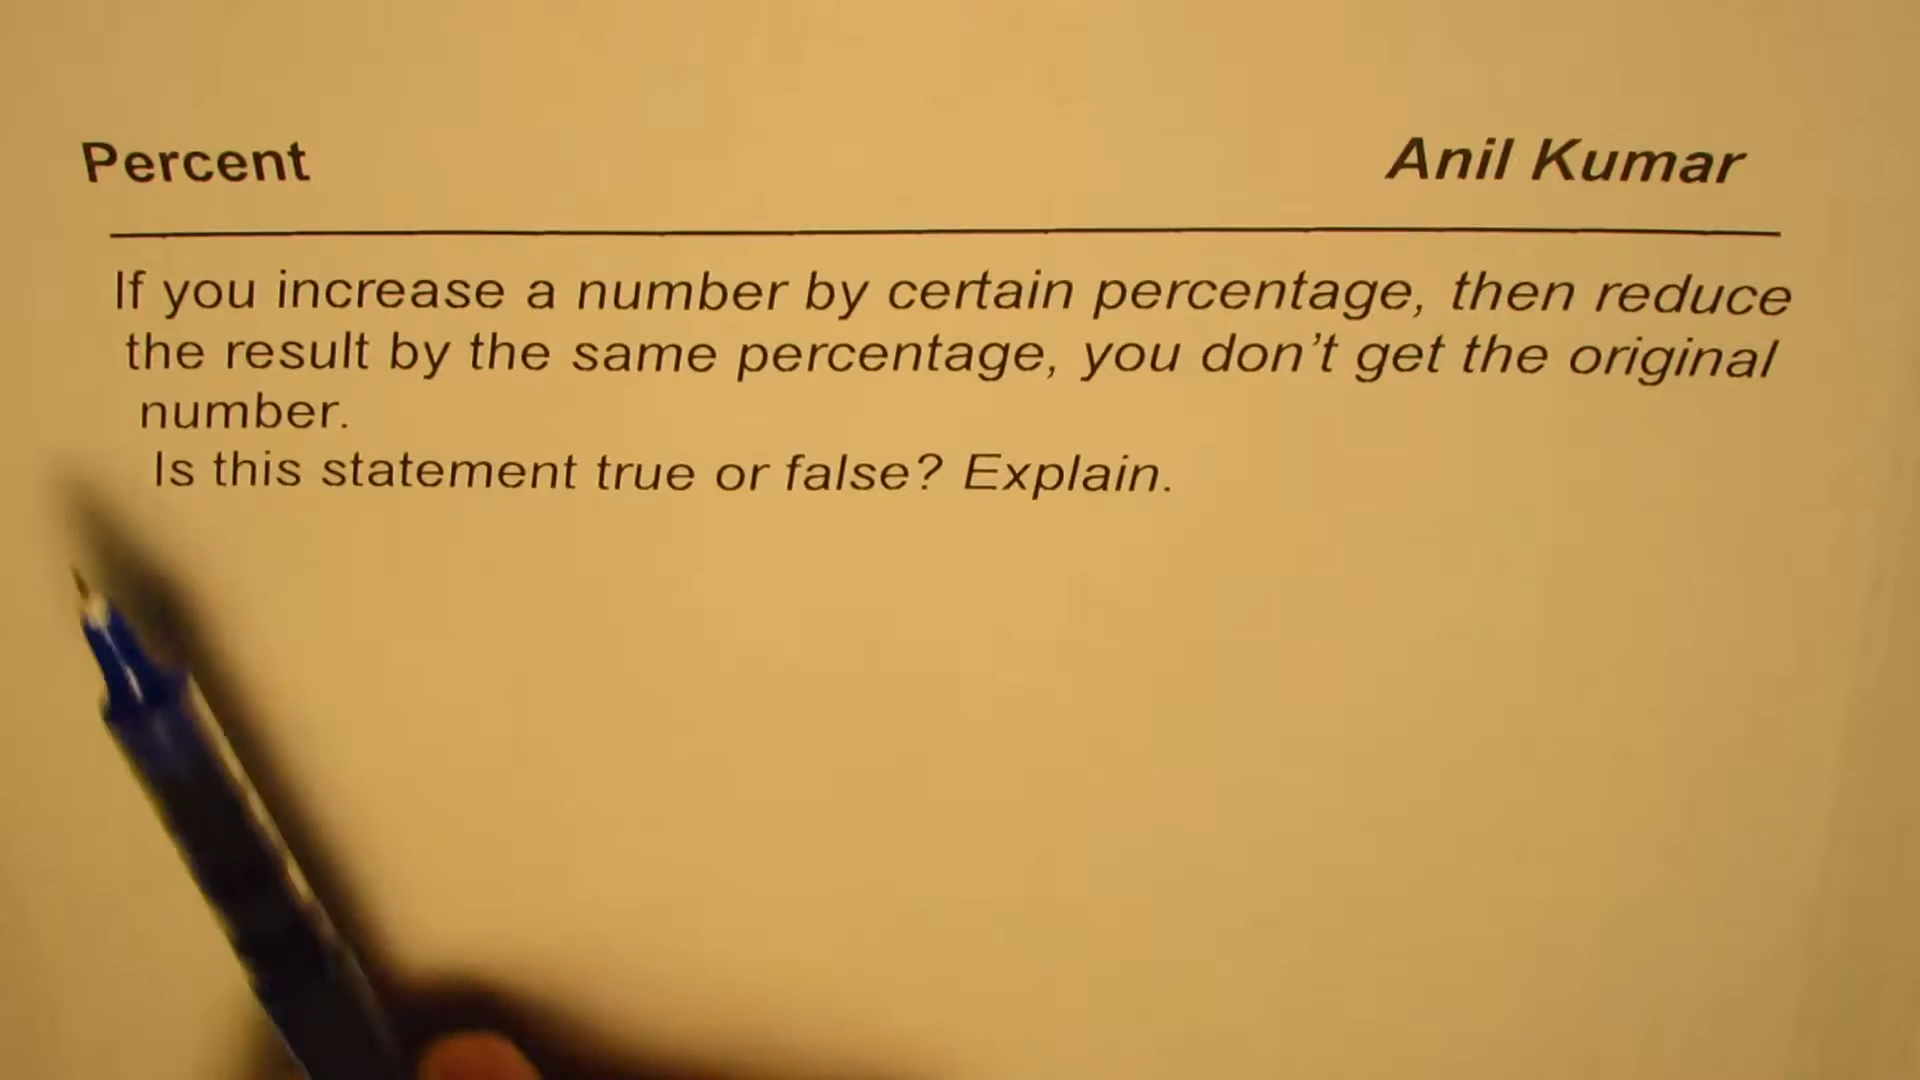 Percent
Anil Kumar
If you increase a number by certain percentage, then reduce
the result by the same percentage, you don't get the original
number.
Is this statement true or false? Explain.